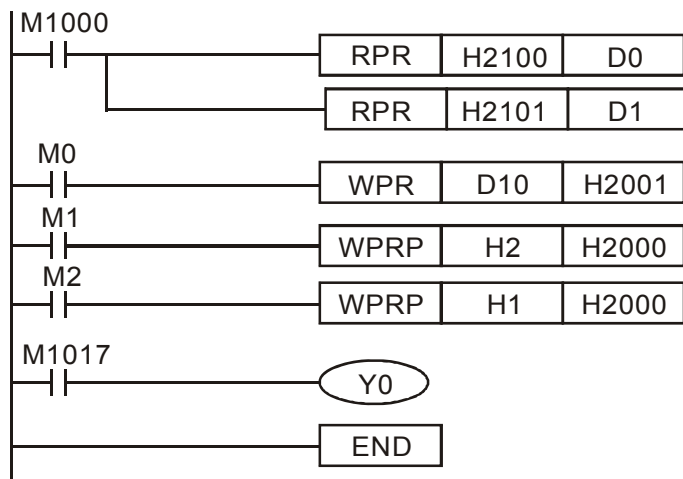 M1000
RPR H2100 D0
RPR H2101 D1
M0
WPR D10 H2001
M1
WPRP H2 H2000
M2
WPRP H1 H2000
M1017
Y0
END